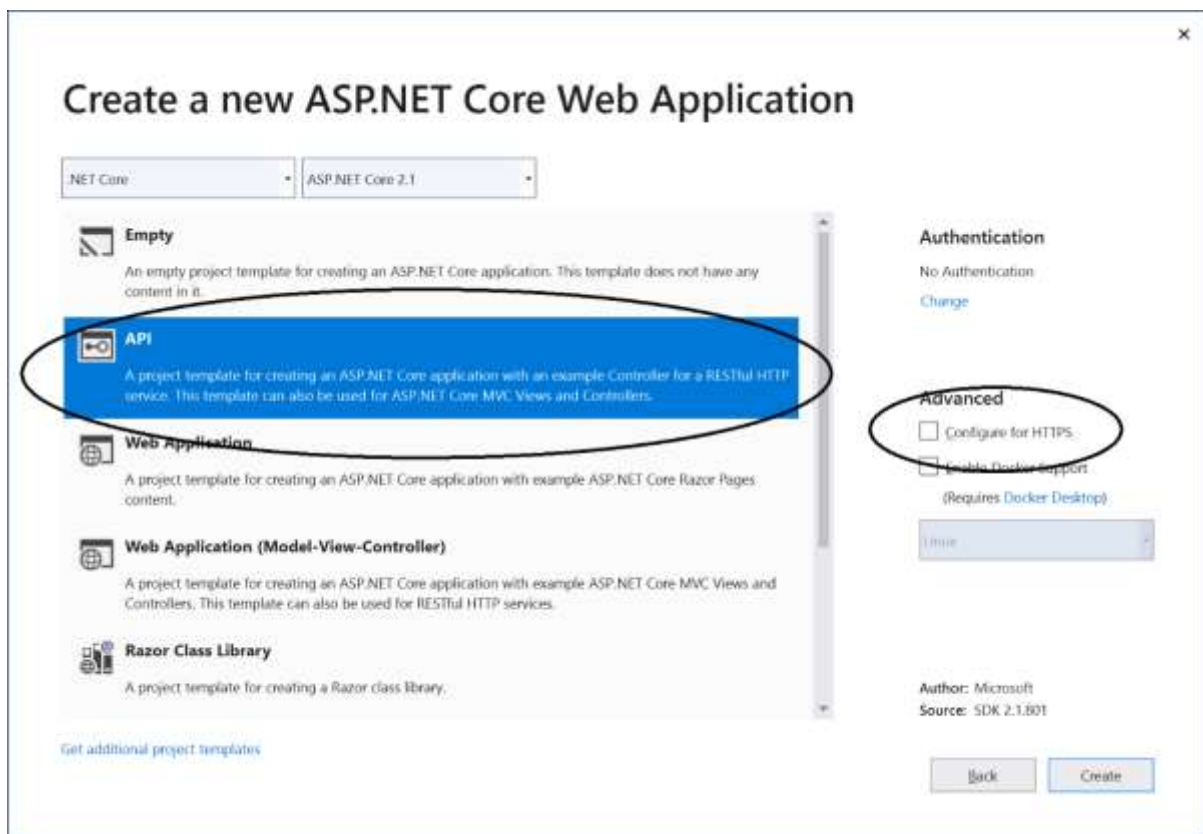 Create a new ASP.NET Core Web Application
.NET Core
ASP.NET Core 2.1
Empty
An empty project template for creating an ASP.NET Core application. This template does not have any
content in it.
API
A project template for creating an ASP.NET Core application with an example Controller for a RESTful HTTP
service. This template can also be used for ASP.NET Core MVC Views and Controllers.
Web Application
A project template for creating an ASP.NET Core application with example ASP.NET Core Razor Pages
content.
Web Application (Model-View-Controller)
A project template for creating an ASP.NET Core application with example ASP.NET Core MVC Views and
Controllers. This template can also be used for RESTful HTTP services.
Razor Class Library
A project template for creating a Razor class library.
Get additional project templates
Authentication
No Authentication
Change
Advanced
Configure for HTTPS
Enable Docker Support
(Requires Docker Desktop)
Linux
Author: Microsoft
Source: SDK 2.1.801
Back
Create